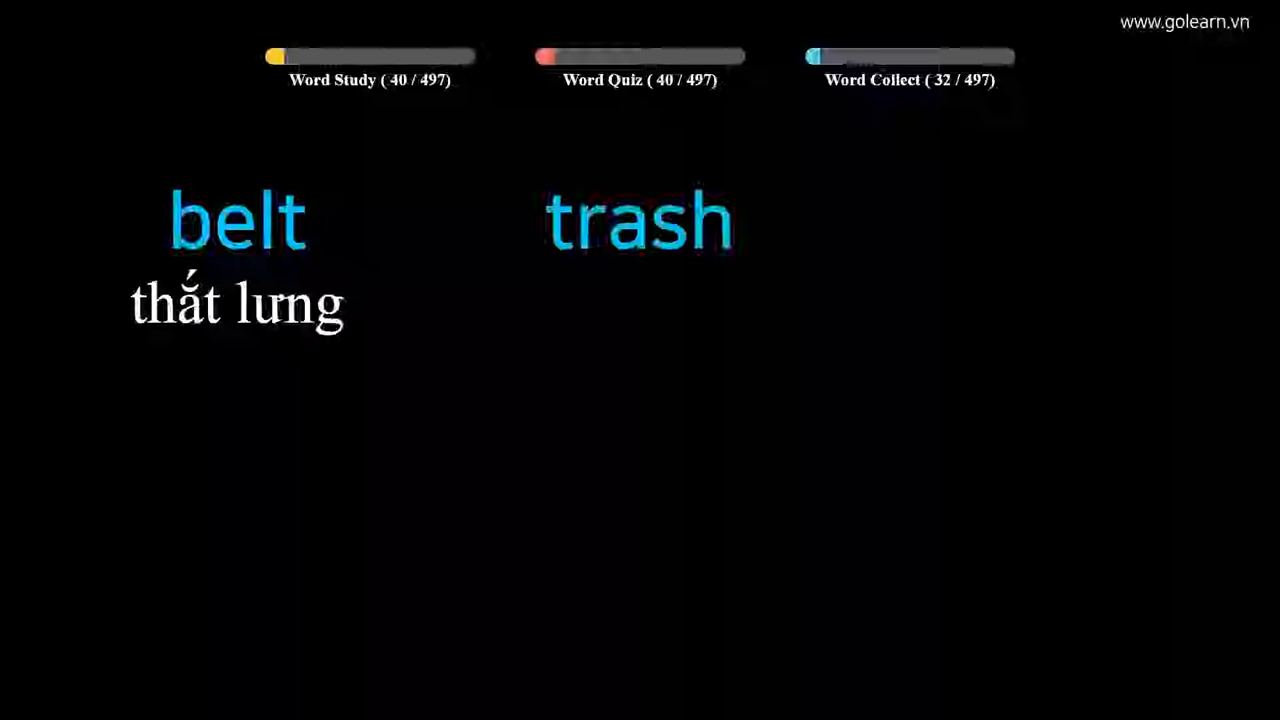 www.golearn.vn
Word Study ( 40 / 497)
Word Quiz ( 40 / 497)
Word Collect ( 32 / 497)
belt
trash
thắt lưng